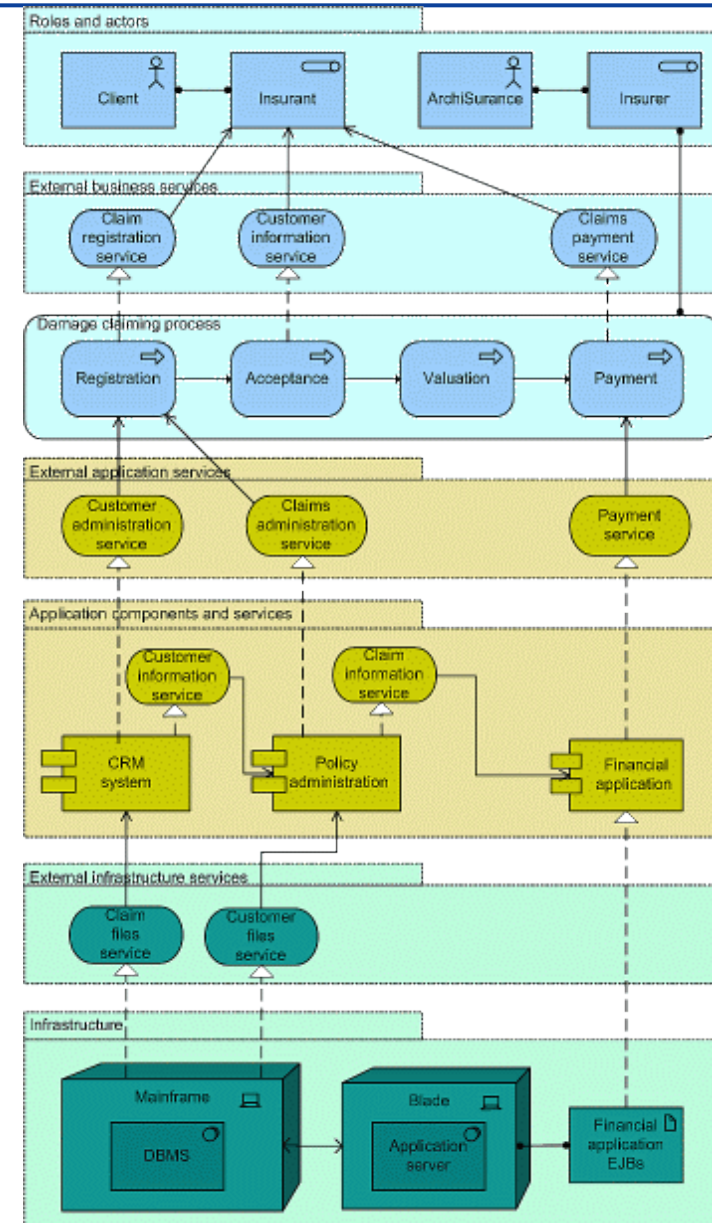 Roles and actors
Client
Insurant
ArchiSurance
Insurer
External business services
Claim
registration
service
Customer
information
service
Claims
payment
service
Damage claiming process
Registration
Acceptance
Valuation
Payment
External application services
Customer
administration
service
Claims
administration
service
Payment
service
Application components and services
Customer
information
service
Claim
information
service
CRM
system
Policy
administration
Financial
application
External infrastructure services
Claim
files
service
Customer
files
service
Infrastructure
Mainframe
DBMS
Blade
Application
server
Financial
application
EJBs